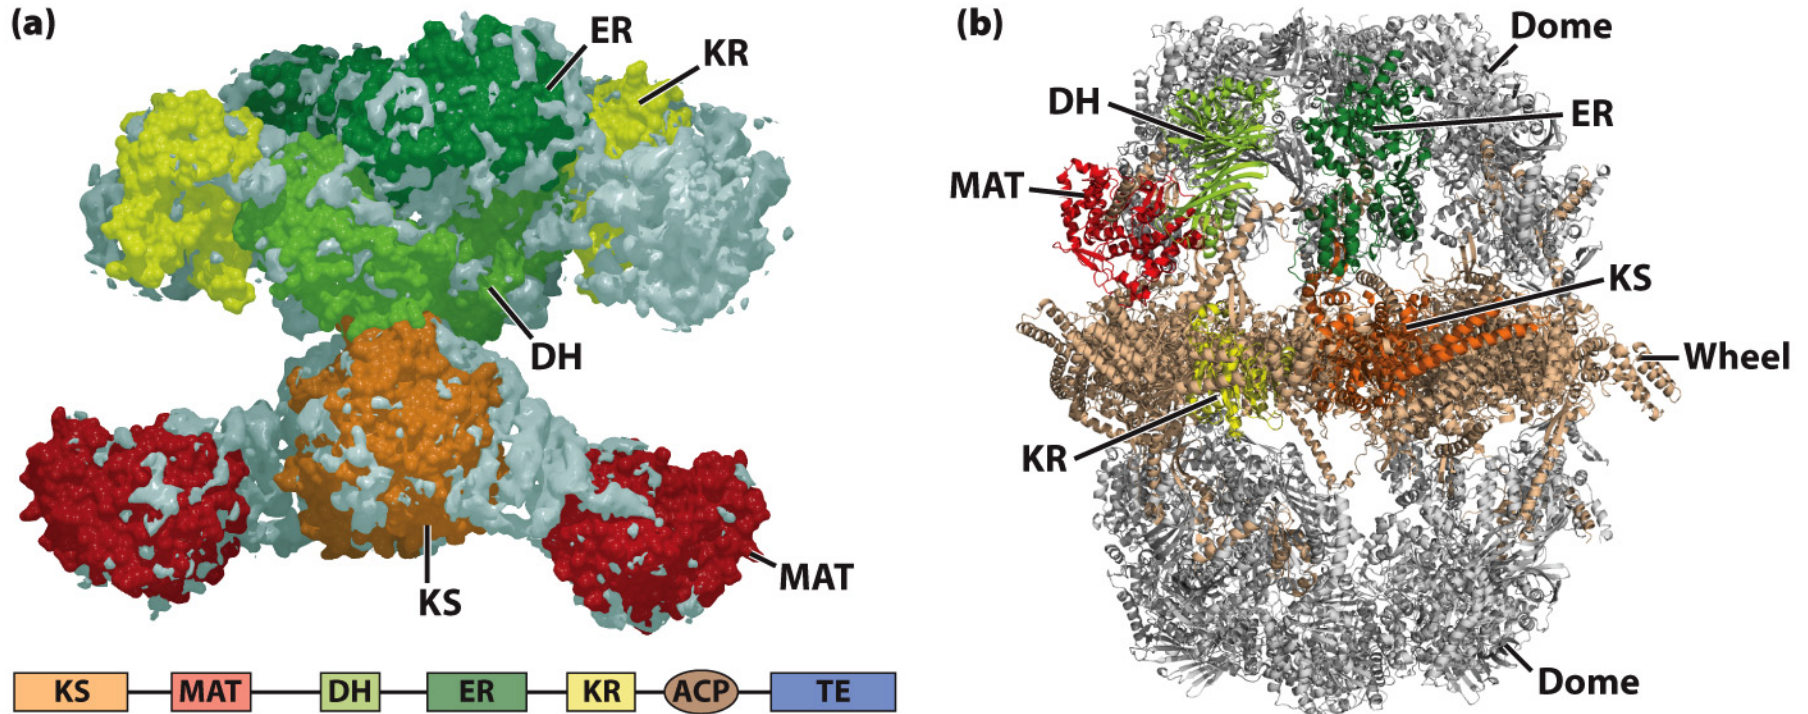 (a)
ER
KR
DH
KS
MAT
KS MAT DH ER KR ACP TE
(b)
Dome
DH
ER
MAT
KS
Wheel
KR
Dome